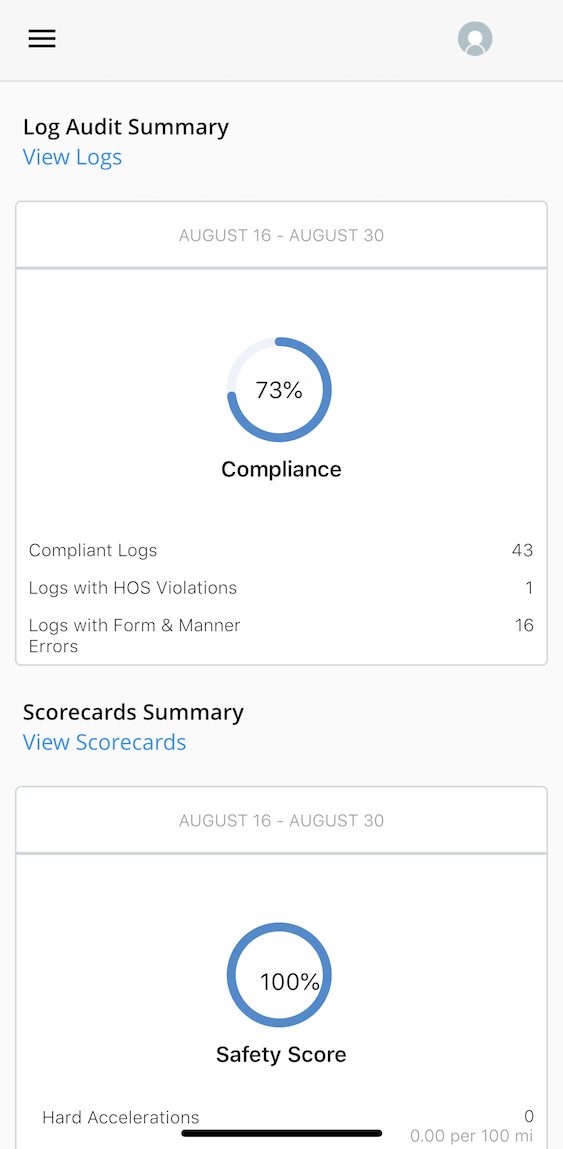 Log Audit Summary
View Logs
AUGUST 16 - AUGUST 30
73%
Compliance
Compliant Logs 43
Logs with HOS Violations 1
Logs with Form & Manner 16
Errors
Scorecards Summary
View Scorecards
AUGUST 16 - AUGUST 30
100%
Safety Score
Hard Accelerations 0
0.00 per 100 mi